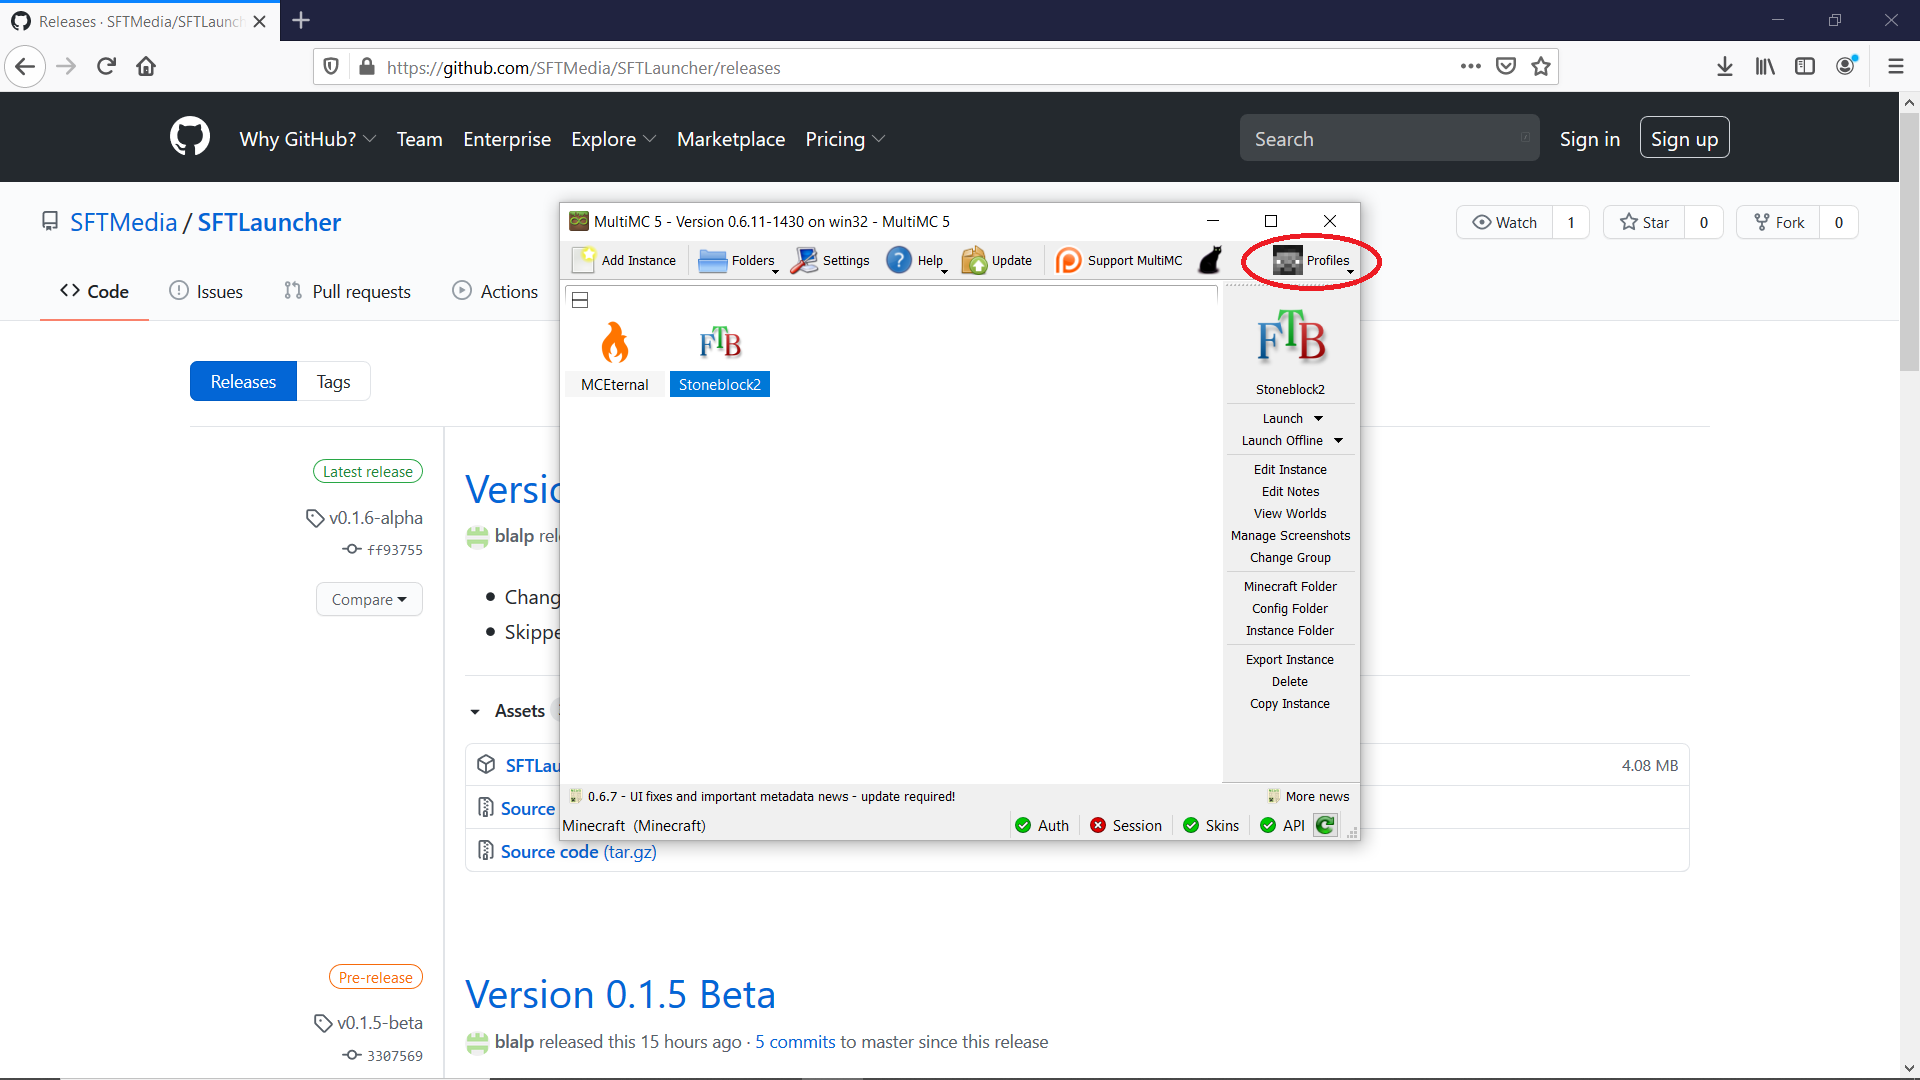 Releases · SFTMedia/SFTLaunch
https://github.com/SFTMedia/SFTLauncher/releases
Why GitHub? Team Enterprise Explore Marketplace Pricing Search Sign in Sign up
SFTMedia / SFTLauncher
Watch 1 Star 0 Fork 0
Code Issues Pull requests Actions
MultiMC 5 - Version 0.6.11-1430 on win32 - MultiMC 5
Add Instance Folders Settings Help Update Support MultiMC Profiles
FTB
MCEternal Stoneblock2
FTB
Stoneblock2
Launch
Launch Offline
Edit Instance
Edit Notes
View Worlds
Manage Screenshots
Change Group
Minecraft Folder
Config Folder
Instance Folder
Export Instance
Delete
Copy Instance
0.6.7 - UI fixes and important metadata news - update required! More news
Minecraft (Minecraft) Auth Session Skins API
Releases Tags
Latest release
v0.1.6-alpha
ff93755
Compare
Versio
blalp rel
Chang
Skippe
Assets
SFTLau 4.08 MB
Source
Source code (tar.gz)
Pre-release
v0.1.5-beta
3307569
Version 0.1.5 Beta
blalp released this 15 hours ago · 5 commits to master since this release